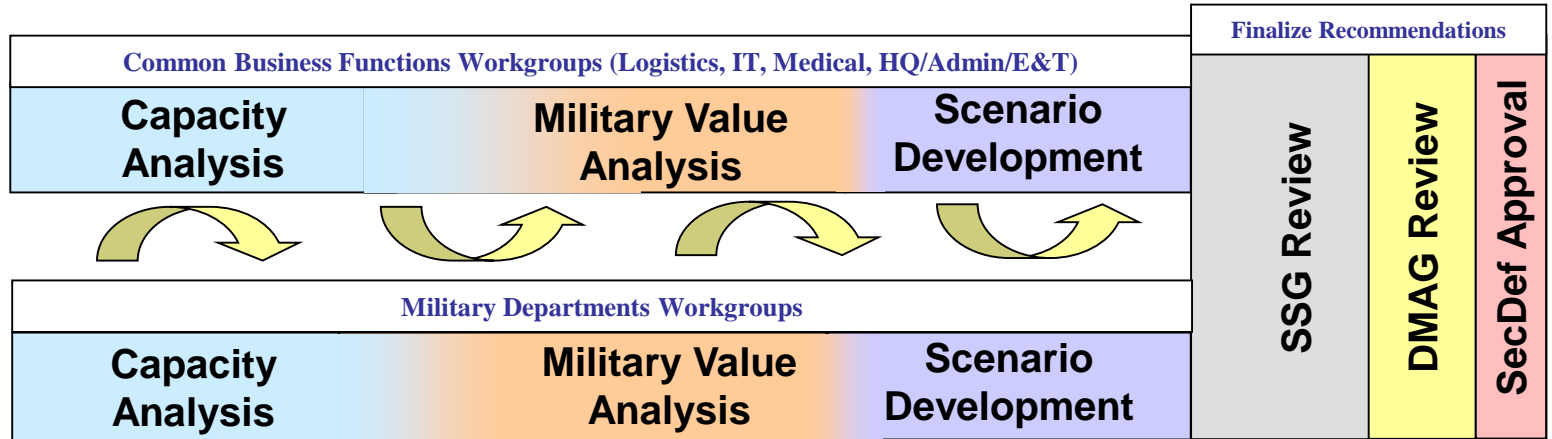 Finalize Recommendations
Common Business Functions Workgroups (Logistics, IT, Medical, HQ/Admin/E&T)
Capacity
Analysis
Military Value
Analysis
Scenario
Development
Military Departments Workgroups
Capacity
Analysis
Military Value
Analysis
Scenario
Development
SSG Review
DMAG Review
SecDef Approval